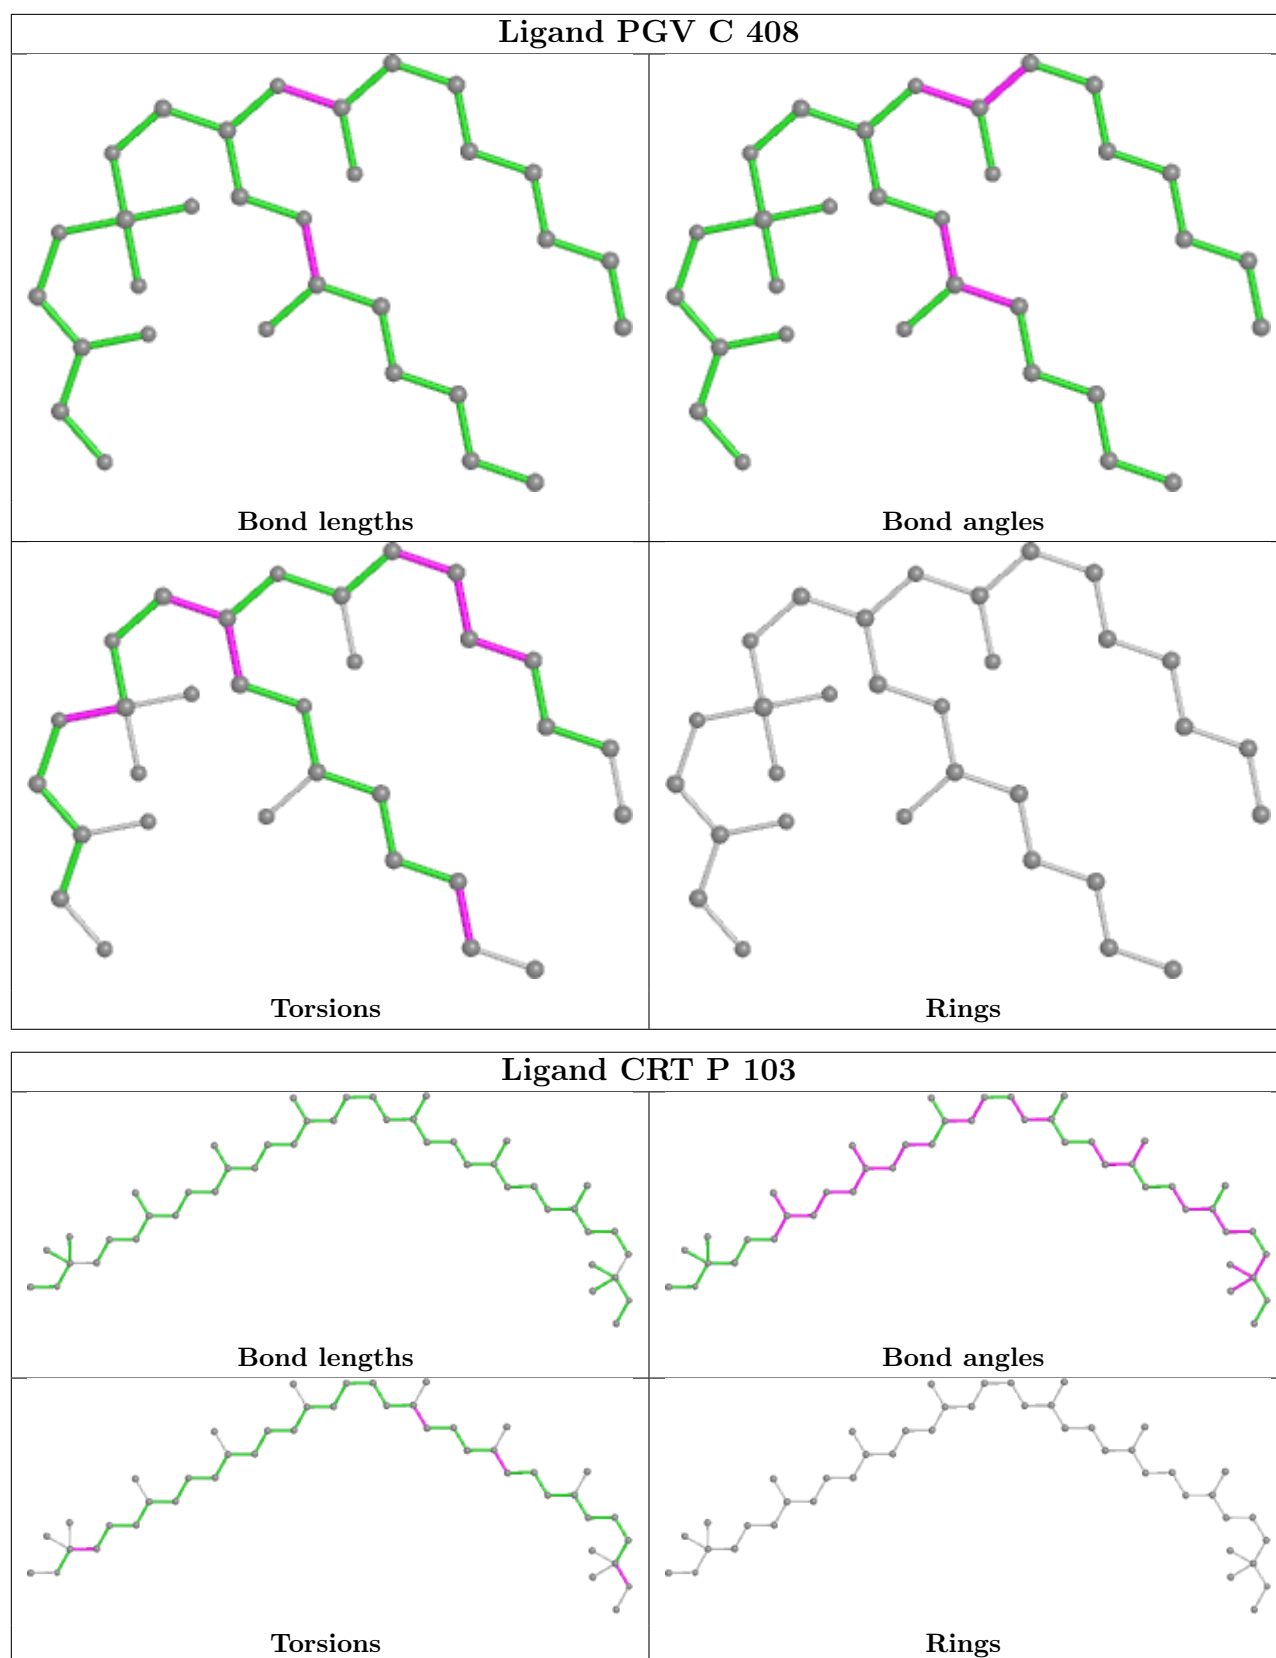 Ligand PGV C 408
Bond lengths
Bond angles
Torsions
Rings
Ligand CRT P 103
Bond lengths
Bond angles
Torsions
Rings